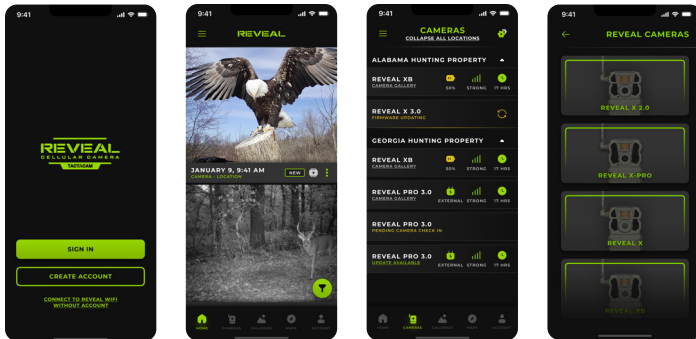 9:41
REVEAL
CELLULAR CAMERA
TACTACAM
SIGN IN
CREATE ACCOUNT
CONNECT TO REVEAL WIFI
WITHOUT ACCOUNT
9:41
REVEAL
JANUARY 9, 9:41 AM
CAMERA - LOCATION
NEW
HOME
CAMERAS
GALLERIES
MAPS
ACCOUNT
9:41
CAMERAS
COLLAPSE ALL LOCATIONS
ALABAMA HUNTING PROPERTY
REVEAL XB
CAMERA GALLERY
50%
STRONG
17 HRS
REVEAL X 3.0
FIRMWARE UPDATING
GEORGIA HUNTING PROPERTY
REVEAL XB
CAMERA GALLERY
50%
STRONG
17 HRS
REVEAL PRO 3.0
CAMERA GALLERY
EXTERNAL
STRONG
17 HRS
REVEAL PRO 3.0
PENDING CAMERA CHECK IN
REVEAL PRO 3.0
UPDATE AVAILABLE
EXTERNAL
STRONG
17 HRS
HOME
CAMERAS
GALLERIES
MAPS
ACCOUNT
9:41
REVEAL CAMERAS
REVEAL X 2.0
REVEAL X-PRO
REVEAL X
REVEAL XB